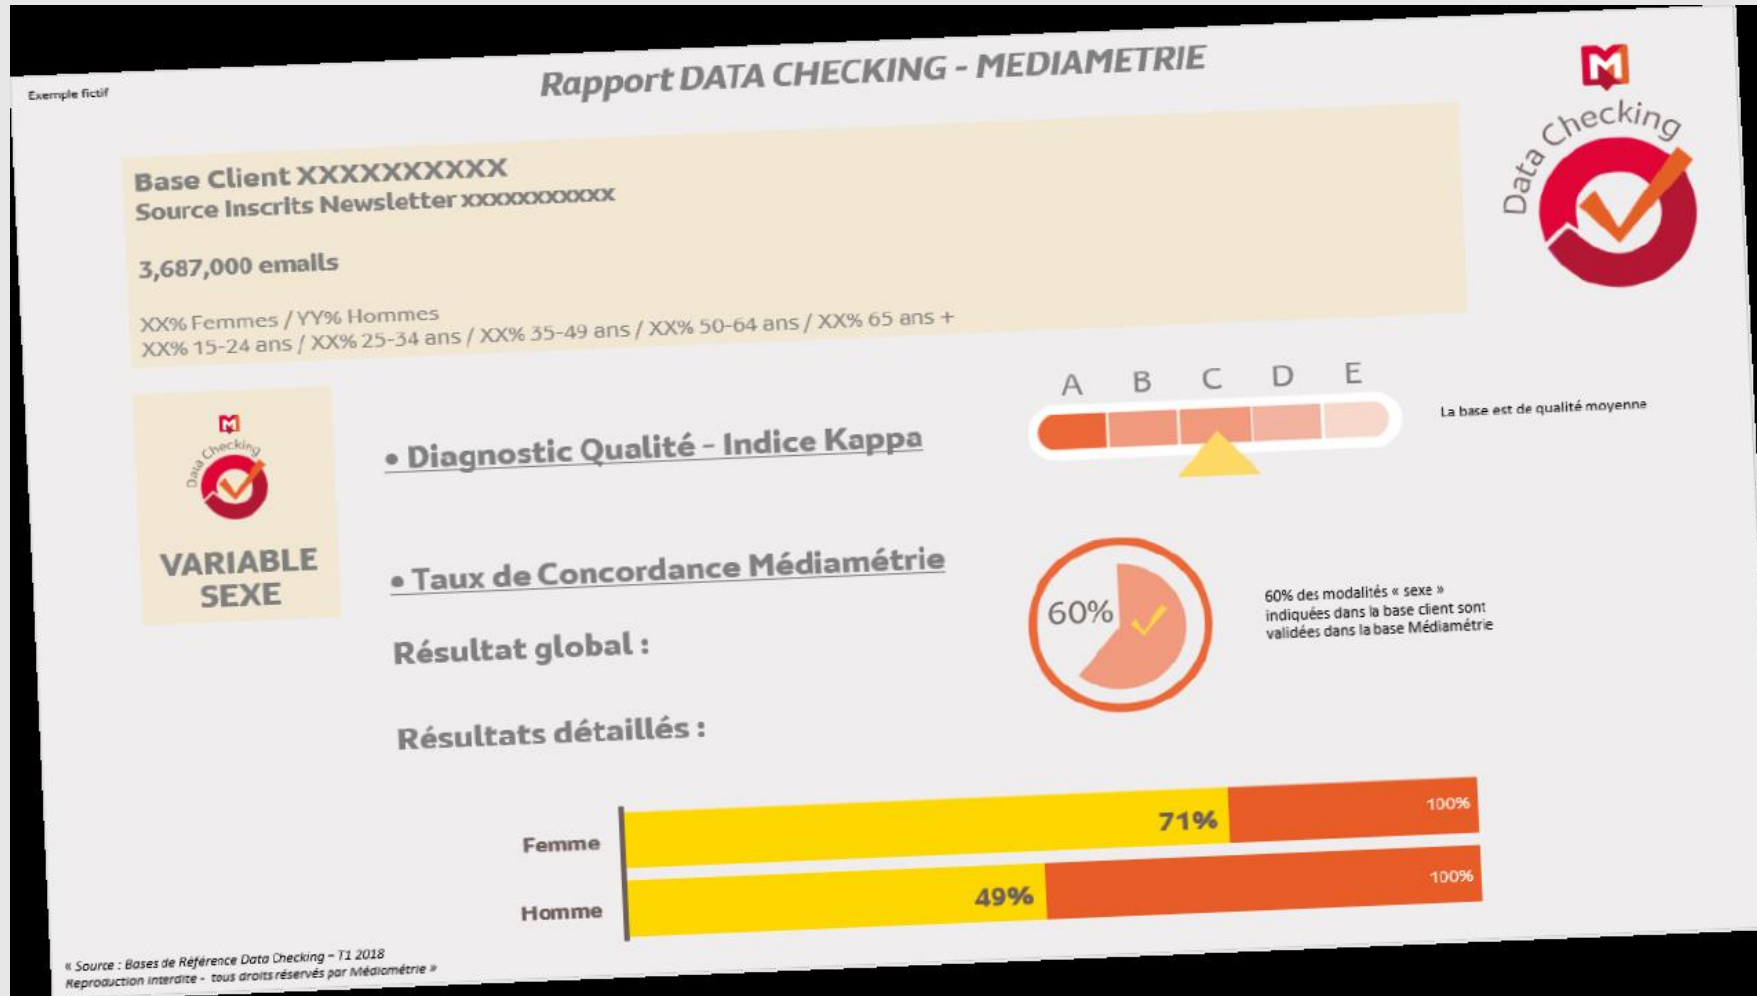 Exemple fictif
Rapport DATA CHECKING - MEDIAMETRIE
M
Data Checking
Base Client XXXXXXXXXX
Source Inscrits Newsletter xxxxxxxxxxx
3,687,000 emails
XX% Femmes / YY% Hommes
XX% 15-24 ans / XX% 25-34 ans / XX% 35-49 ans / XX% 50-64 ans / XX% 65 ans +
M
Data Checking
VARIABLE
SEXE
• Diagnostic Qualité - Indice Kappa
A B C D E
La base est de qualité moyenne
• Taux de Concordance Médiamétrie
Résultat global :
60%
60% des modalités « sexe »
indiquées dans la base client sont
validées dans la base Médiamétrie
Résultats détaillés :
Femme 71% 100%
Homme 49% 100%
« Source : Bases de Référence Data Checking – T1 2018
Reproduction interdite - tous droits réservés par Médiamétrie »